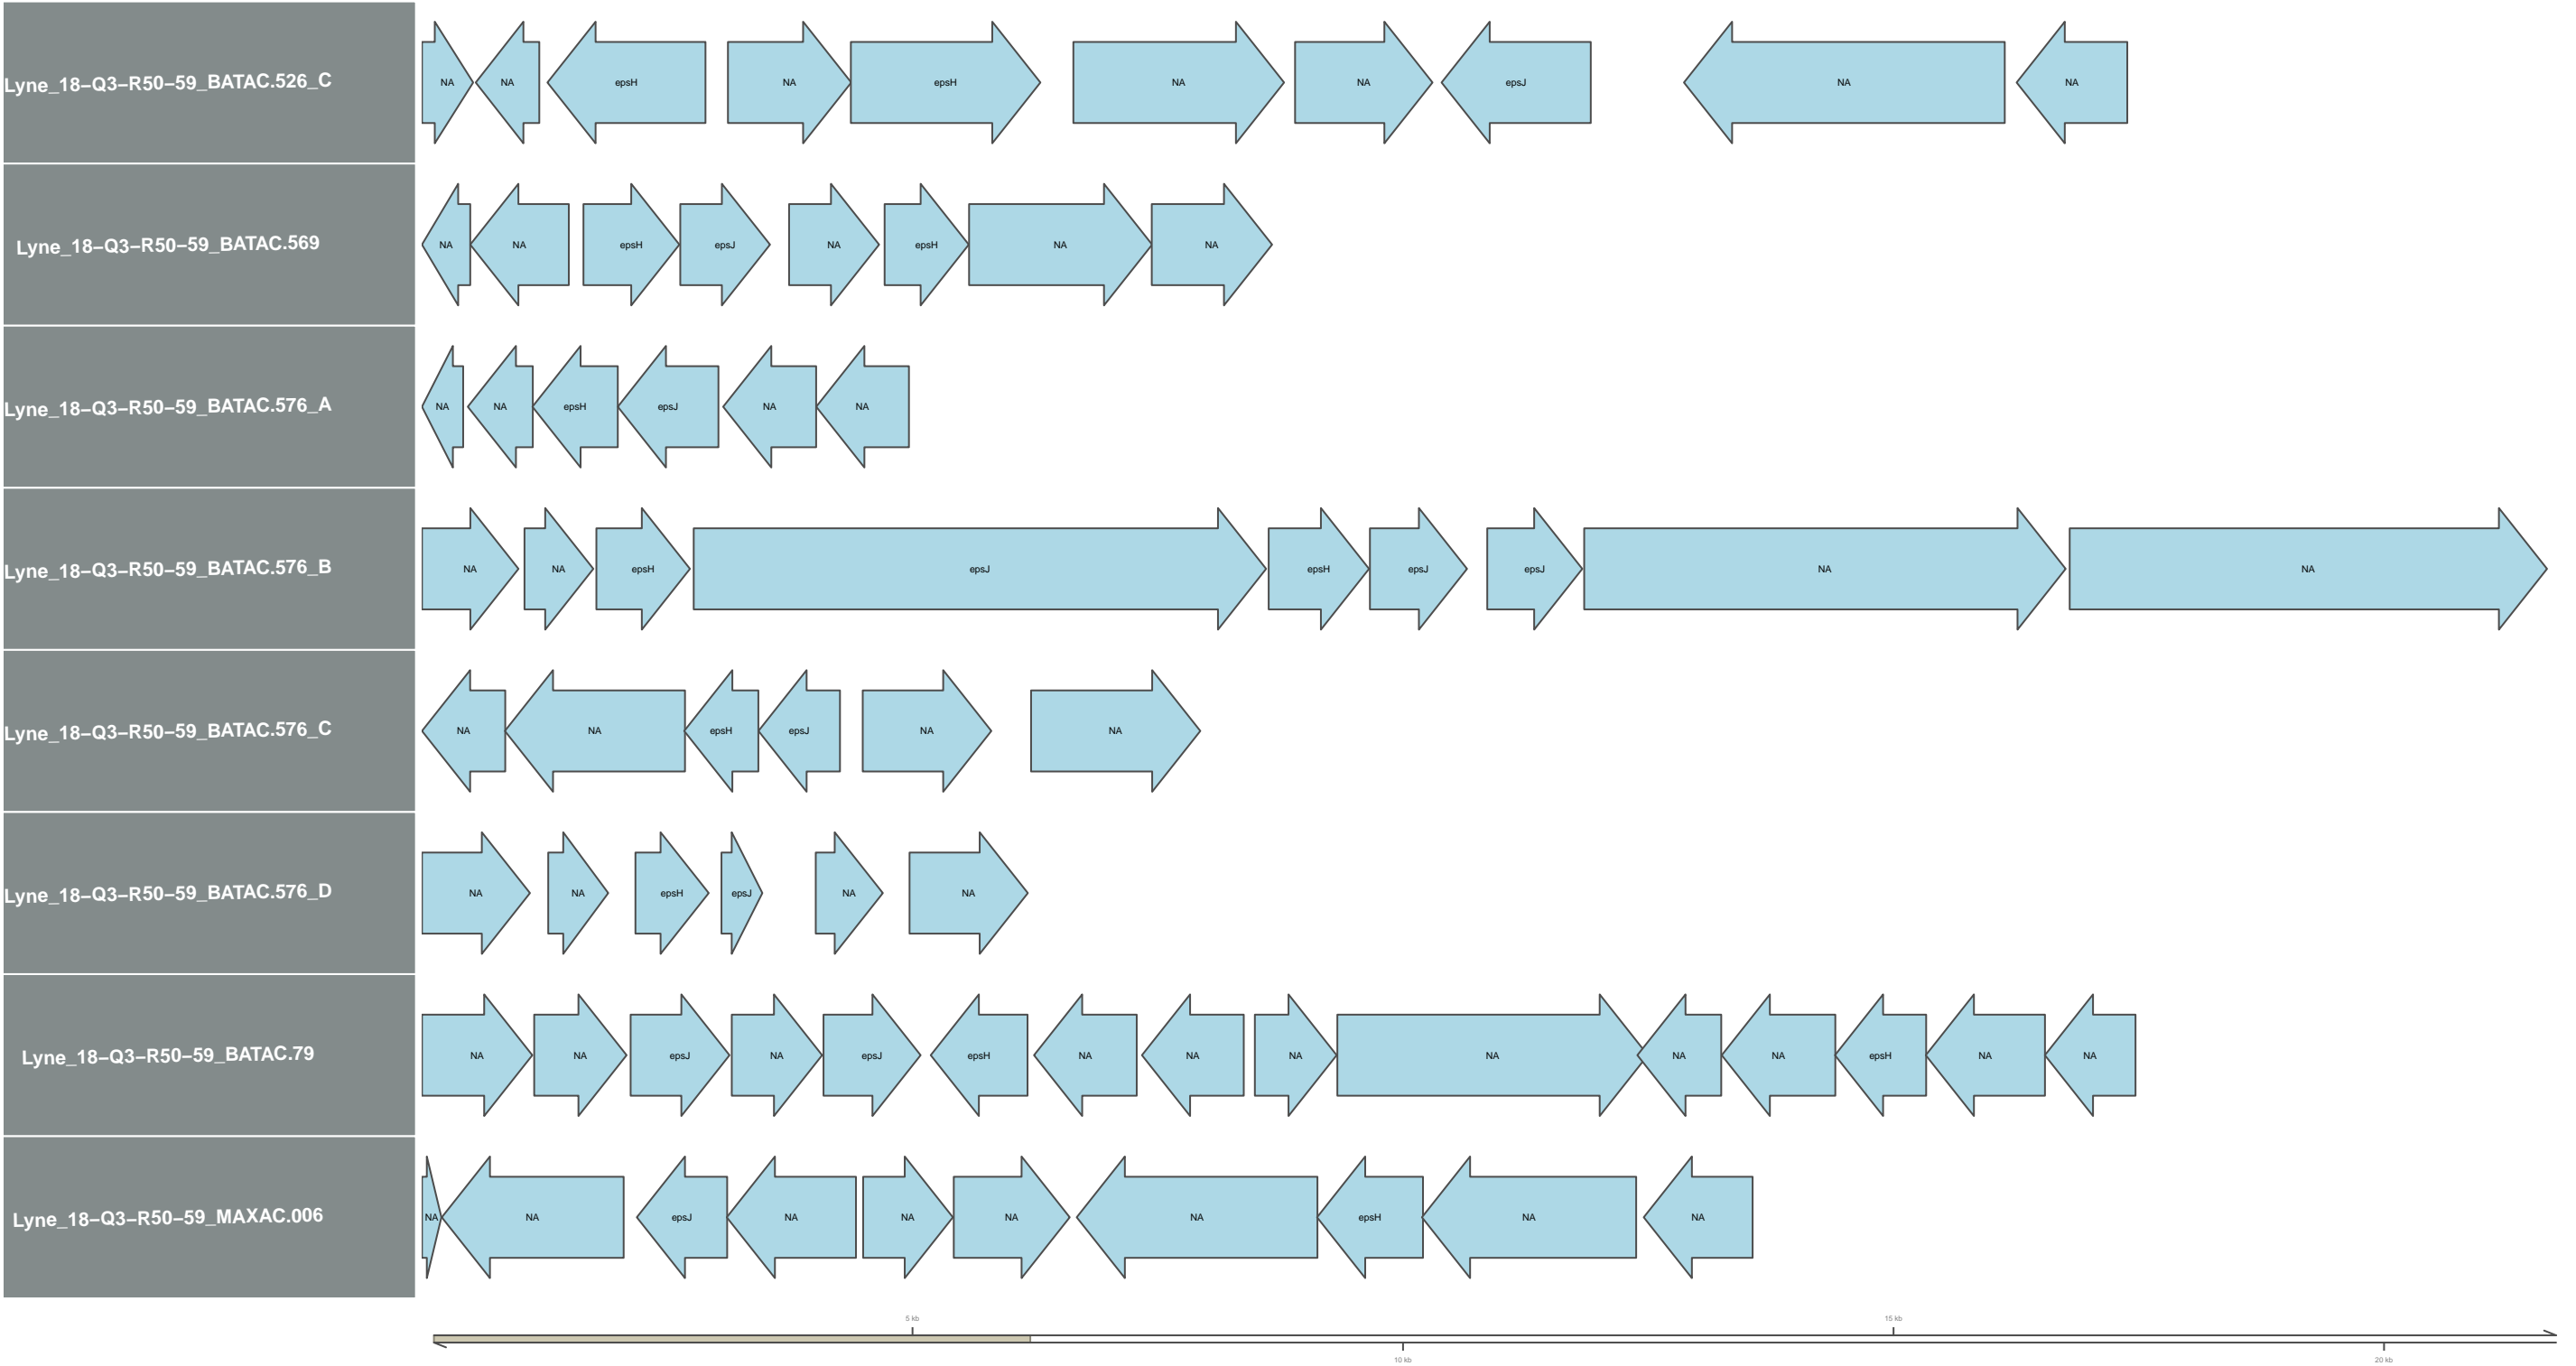 Lyne_18−Q3−R50−59_BATAC.526_C NA NA epsH NA epsH NA NA epsJ NA NA
Lyne_18−Q3−R50−59_BATAC.569 NA NA epsH epsJ NA epsH NA NA
Lyne_18−Q3−R50−59_BATAC.576_A NA NA epsH epsJ NA NA
Lyne_18−Q3−R50−59_BATAC.576_B NA NA epsH epsJ epsH epsJ epsJ NA NA
Lyne_18−Q3−R50−59_BATAC.576_C NA NA epsH epsJ NA NA
Lyne_18−Q3−R50−59_BATAC.576_D NA NA epsH epsJ NA NA
Lyne_18−Q3−R50−59_BATAC.79 NA NA epsJ NA epsJ epsH NA NA NA NA NA NA epsH NA NA
Lyne_18−Q3−R50−59_MAXAC.006 NA NA epsJ NA NA NA NA epsH NA NA
5 kb 15 kb
10 kb 20 kb